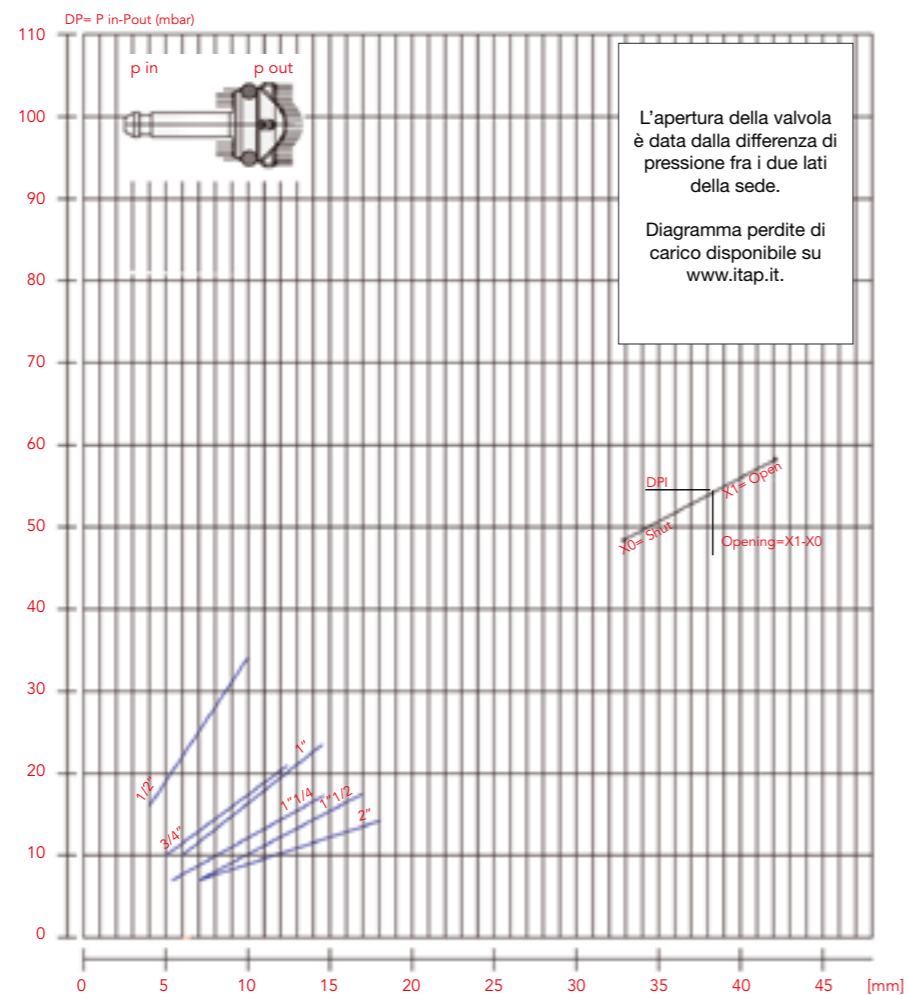 DP= P in-Pout (mbar)
110
p in
p out
100
L'apertura della valvola
è data dalla differenza di
pressione fra i due lati
della sede.
Diagramma perdite di
carico disponibile su
www.itap.it.
90
80
70
60
DPI
X1= Open
50
X0= Shut
Opening=X1-X0
40
30
20
1/2"
1"
1"1/4
1"1/2
2"
3/4"
10
0
0
5
10
15
20
25
30
35
40
45
[mm]